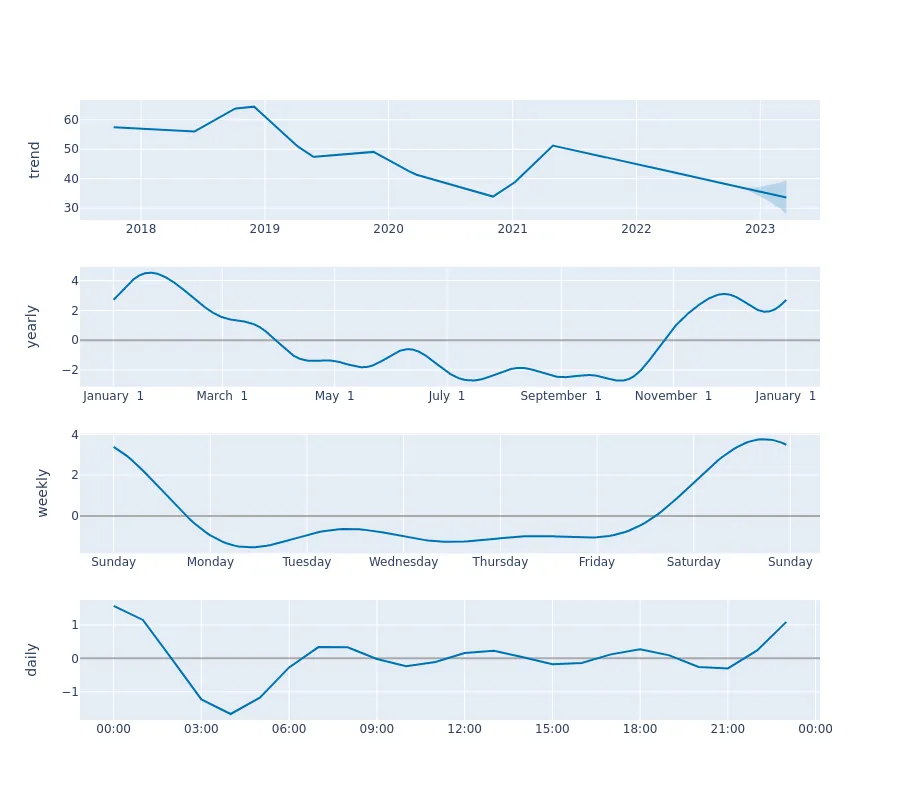 trend
60
50
40
30
2018 2019 2020 2021 2022 2023
yearly
4
2
0
−2
January 1 March 1 May 1 July 1 September 1 November 1 January 1
weekly
4
2
0
Sunday Monday Tuesday Wednesday Thursday Friday Saturday Sunday
daily
1
0
−1
00:00 03:00 06:00 09:00 12:00 15:00 18:00 21:00 00:00